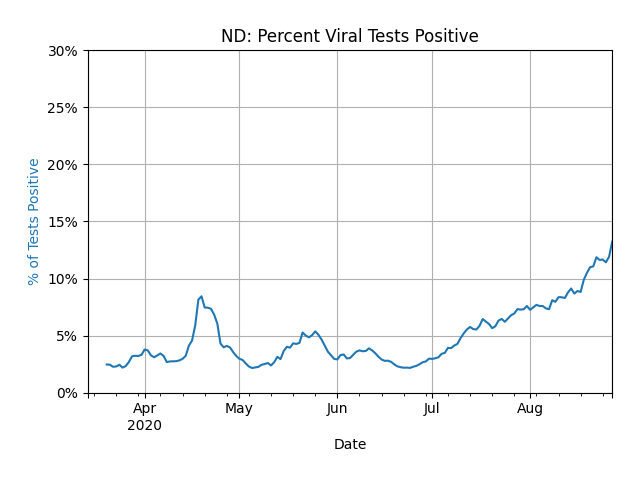 ND: Percent Viral Tests Positive
30%
25%
20%
15%
10%
5%
0%
% of Tests Positive
Apr
2020
May
Jun
Jul
Aug
Date